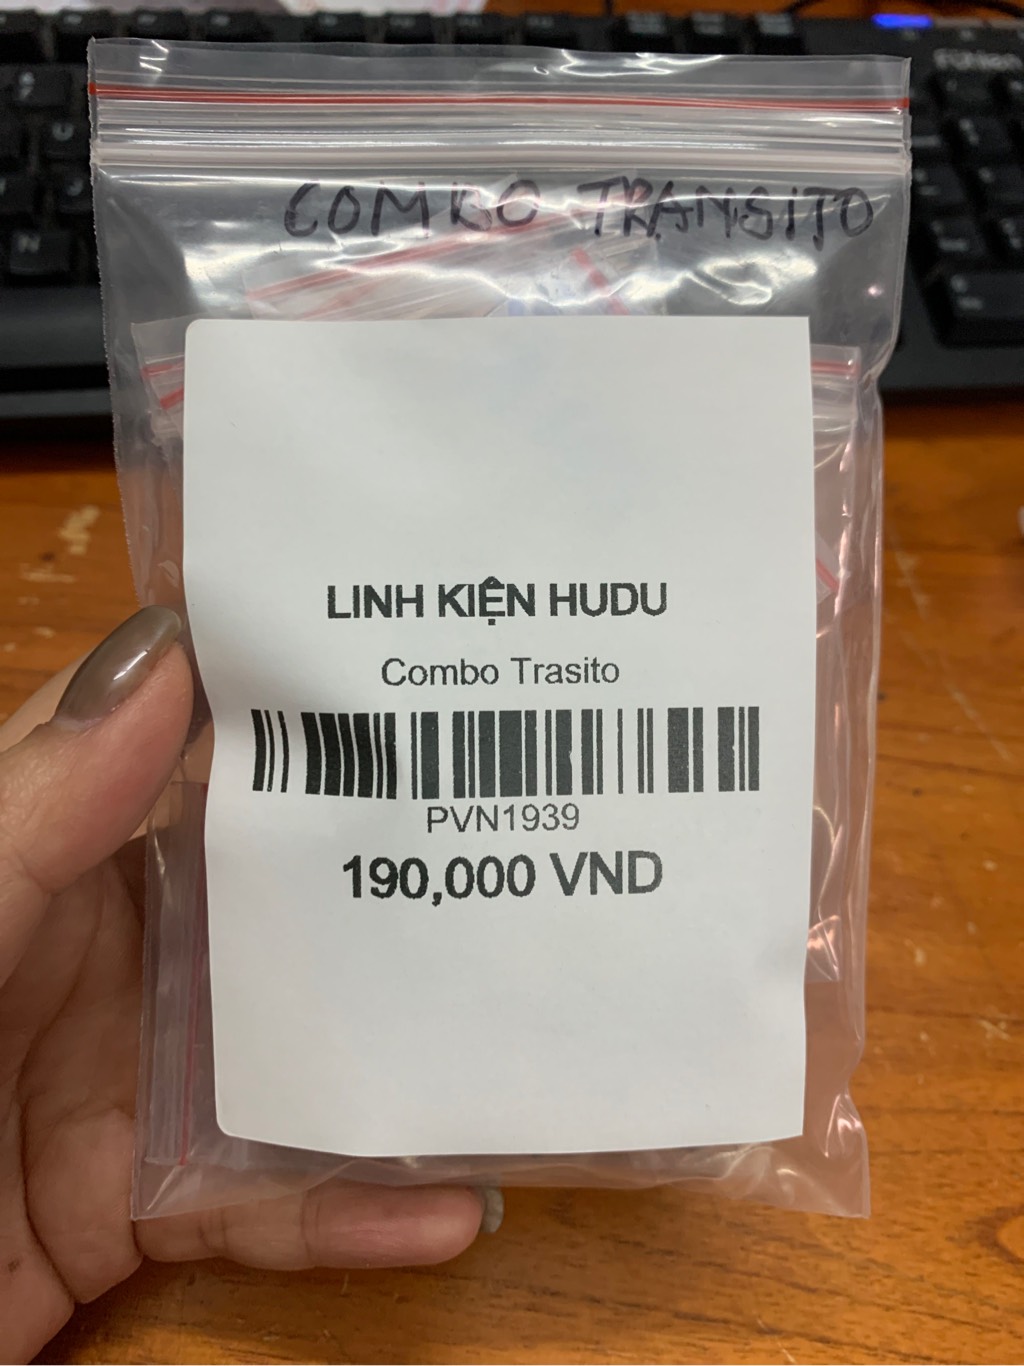 COMBO TRANSITO
LINH KIỆN HUDU
Combo Trasito
PVN1939
190,000 VND